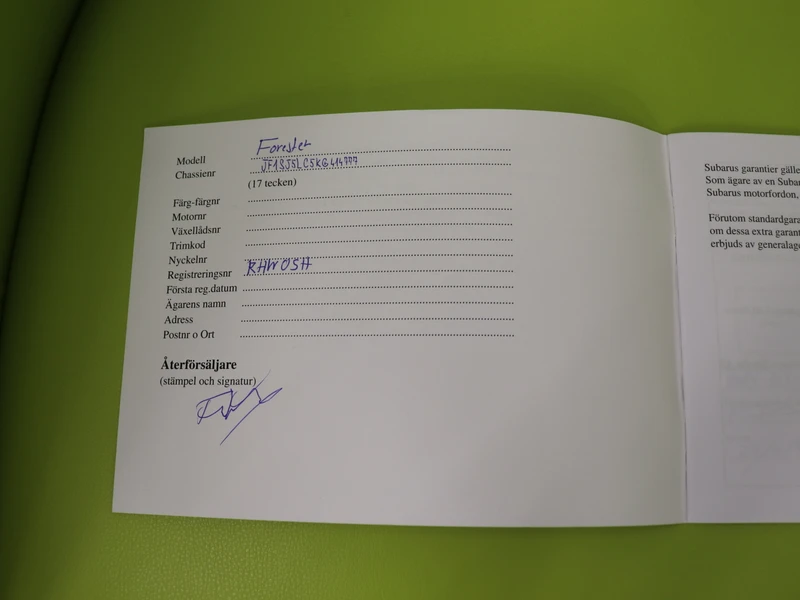 Modell Forester
Chassienr JF1SJ5LC5KG414777
(17 tecken)
Färg-färgnr
Motornr
Växellådsnr
Trimkod
Nyckelnr
Registreringsnr RHW05H
Första reg.datum
Ägarens namn
Adress
Postnr o Ort
Återförsäljare
(stämpel och signatur)
Subarus garantier gälle
Som ägare av en Subar
Subarus motorfordon,
Förutom standardgara
om dessa extra garant
erbjuds av generalage